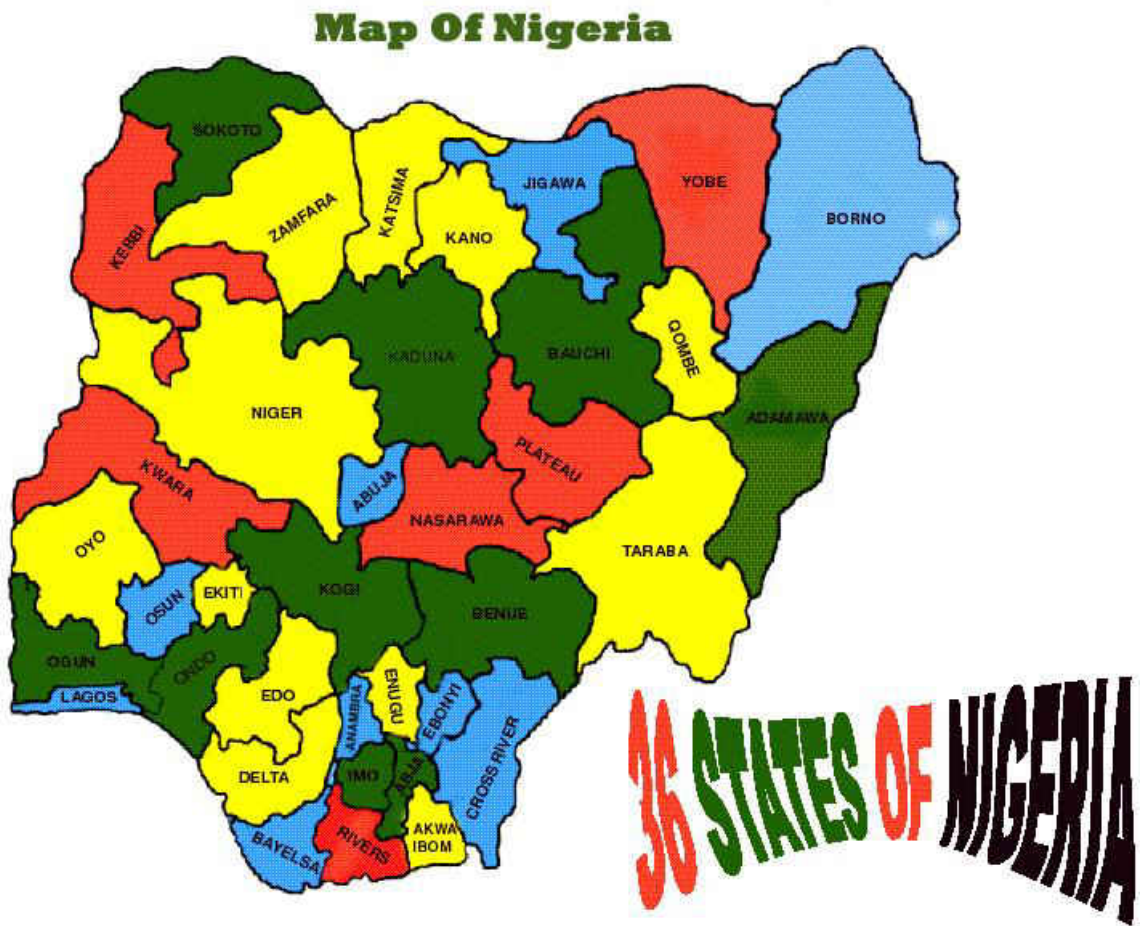 Map Of Nigeria
SOKOTO
KEBBI
ZAMFARA
KATSIMA
KANO
JIGAWA
YOBE
BORNO
KADUNA
BAUCHI
QOMBE
ADAMAWA
NIGER
KWARA
ABUJA
PLATEAU
NASARAWA
TARABA
OYO
OSUN
EKITI
KOGI
BENUE
OGUN
LAGOS
ONDO
EDO
DELTA
ANAMBRA
ENUGU
EBONYI
CROSS RIVER
IMO
ABIA
BAYELSA
RIVERS
AKWA
IBOM
36 STATES OF NIGERIA